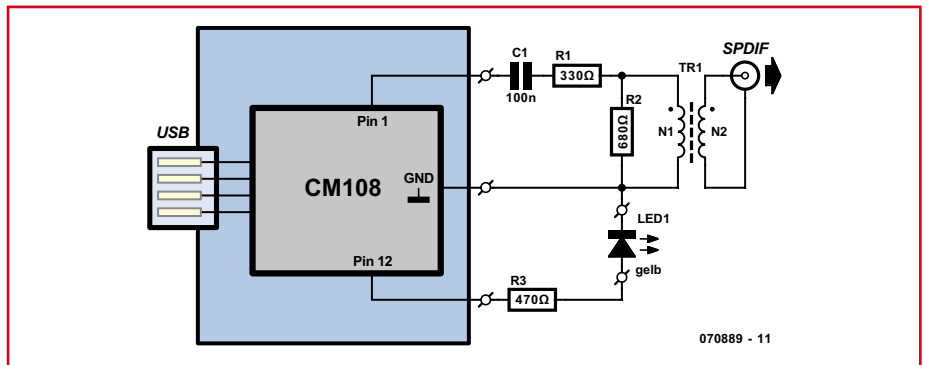 SPDIF
C1
R1
TR1
330Ω
100n
R2
Pin 1
680Ω
N1
N2
USB
CM108
GND
LED1
Pin 12
gelb
R3
470Ω
070889 - 11